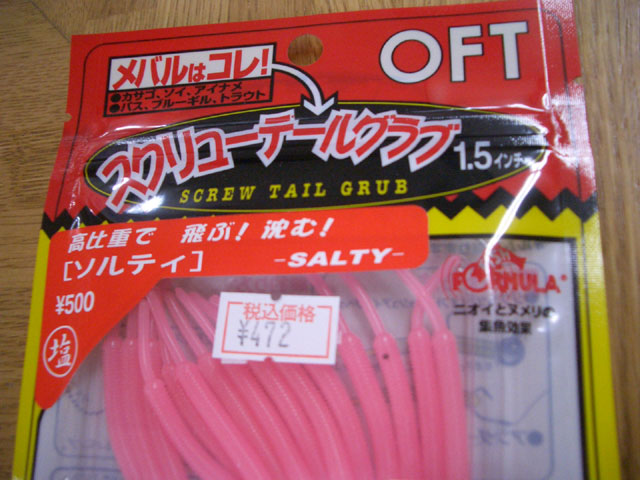 メバルはコレ!
●カサゴ、ソイ、アイナメ
●バス、ブルーギル、トラウト
OFT
スクリューテールグラブ
1.5インチ
SCREW TAIL GRUB
高比重で 飛ぶ! 沈む!
[ソルティ] -SALTY-
¥500
塩
税込価格
¥472
FORMULA
ニオイとヌメリの
集魚効果